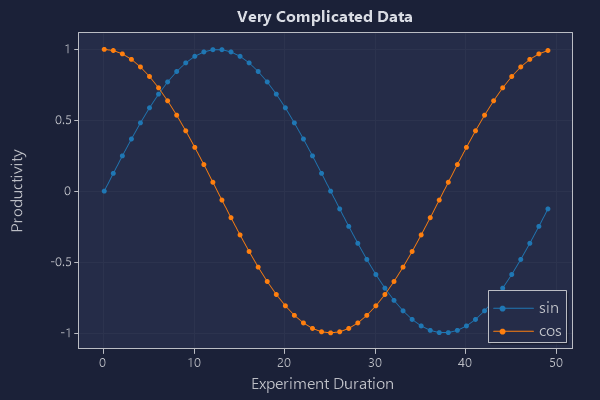 Very Complicated Data
Productivity
1
0.5
0
-0.5
-1
0
10
20
30
40
50
Experiment Duration
sin
cos